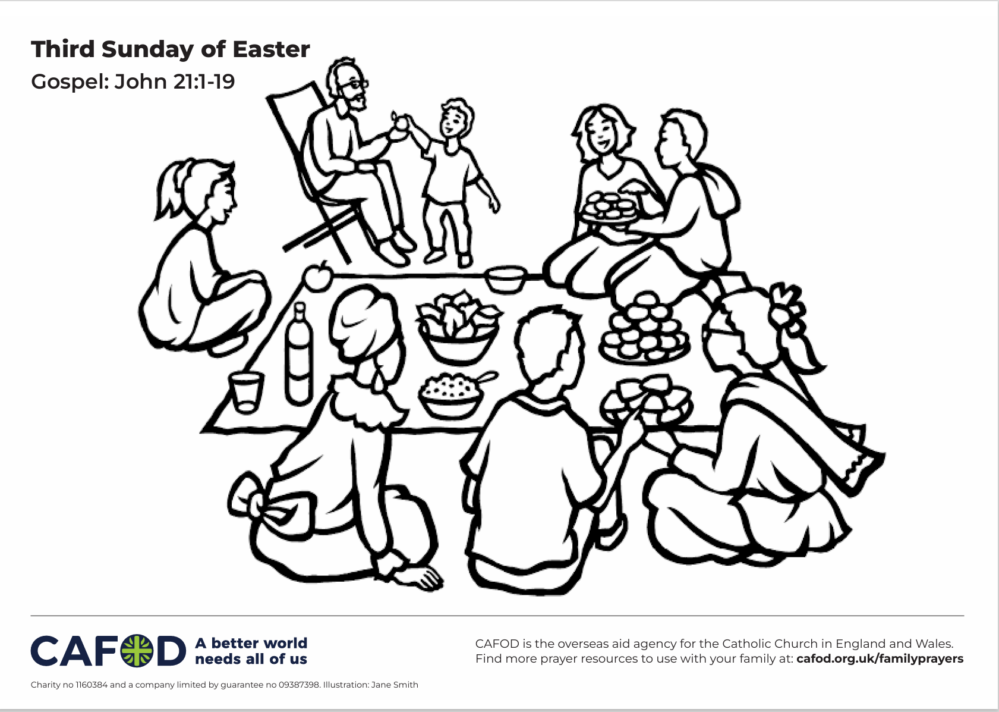 Third Sunday of Easter
Gospel: John 21:1-19
CAFOD
A better world
needs all of us
CAFOD is the overseas aid agency for the Catholic Church in England and Wales.
Find more prayer resources to use with your family at: cafod.org.uk/familyprayers
Charity no 1160384 and a company limited by guarantee no 09387398. Illustration: Jane Smith